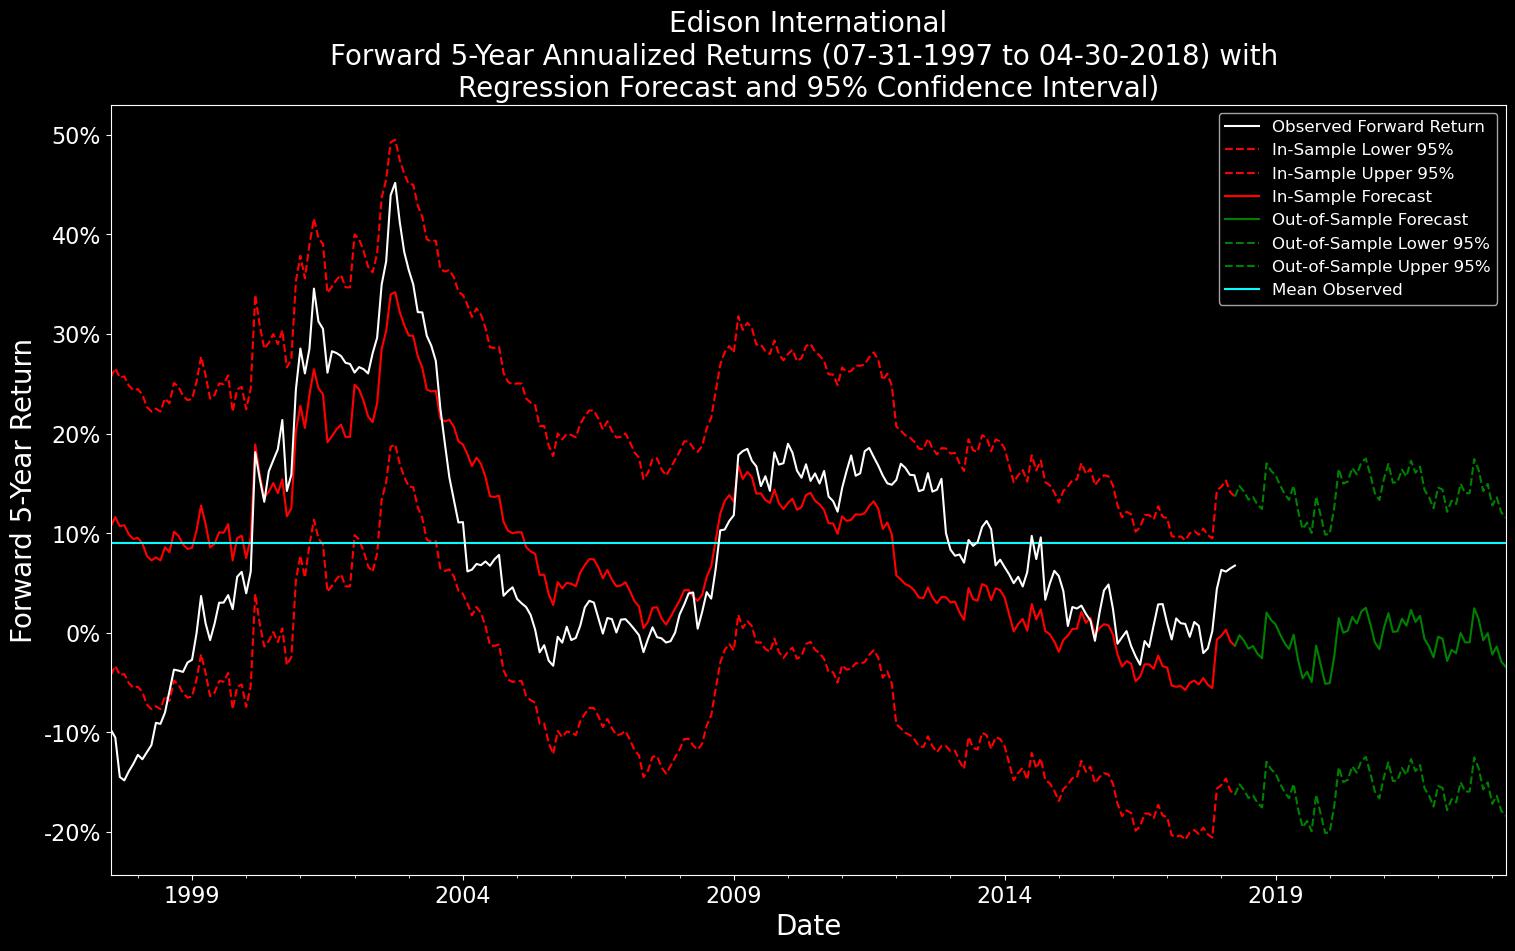 Edison International
Forward 5-Year Annualized Returns (07-31-1997 to 04-30-2018) with
Regression Forecast and 95% Confidence Interval)
Observed Forward Return
In-Sample Lower 95%
In-Sample Upper 95%
In-Sample Forecast
Out-of-Sample Forecast
Out-of-Sample Lower 95%
Out-of-Sample Upper 95%
Mean Observed
Forward 5-Year Return
50%
40%
30%
20%
10%
0%
-10%
-20%
1999
2004
2009
2014
2019
Date